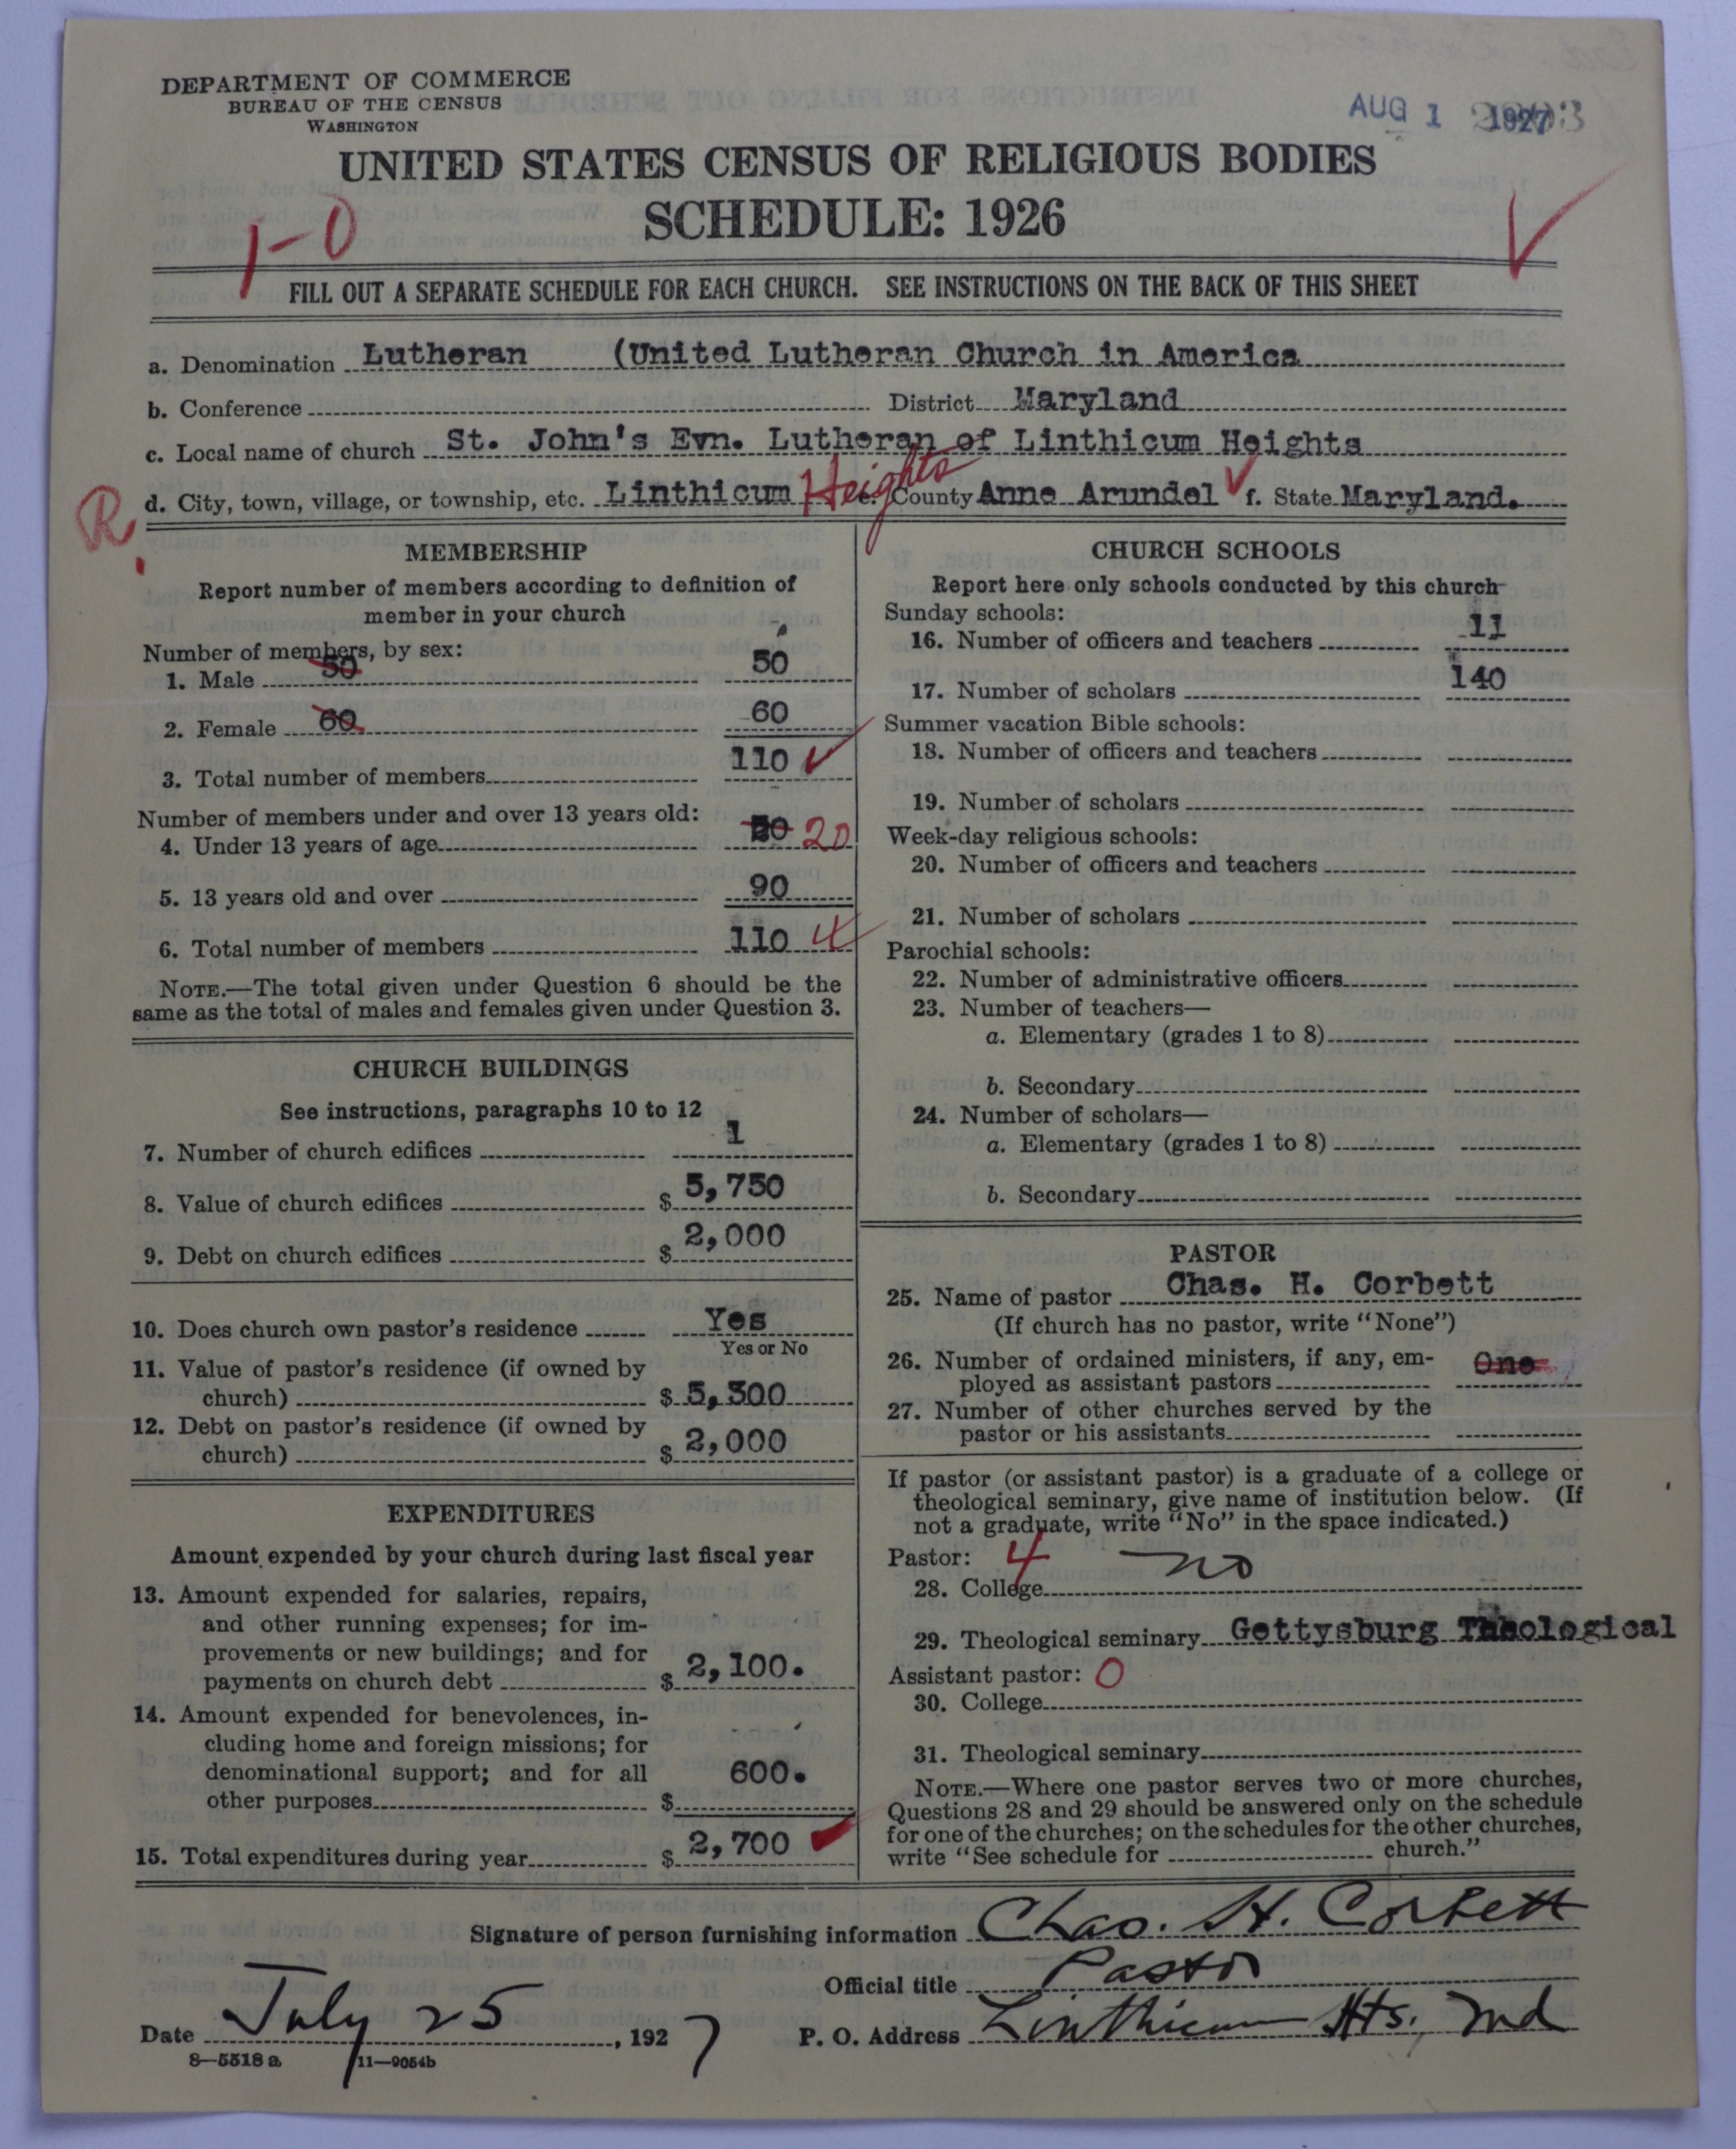 DEPARTMENT OF COMMERCE
BUREAU OF THE CENSUS
WASHINGTON
AUG 1 1927
UNITED STATES CENSUS OF RELIGIOUS BODIES
SCHEDULE: 1926
1-0
FILL OUT A SEPARATE SCHEDULE FOR EACH CHURCH. SEE INSTRUCTIONS ON THE BACK OF THIS SHEET
a. Denomination Lutheran (United Lutheran Church in America
b. Conference District Maryland
c. Local name of church St. John's Evn. Lutheran of Linthicum Heights
R. d. City, town, village, or township, etc. Linthicum Heights e. County Anne Arundel f. State Maryland.
MEMBERSHIP
Report number of members according to definition of
member in your church
Number of members, by sex:
1. Male 50 50
2. Female 60 60
3. Total number of members 110
Number of members under and over 13 years old:
4. Under 13 years of age 20
5. 13 years old and over 90
6. Total number of members 110 4
NOTE.—The total given under Question 6 should be the
same as the total of males and females given under Question 3.
CHURCH BUILDINGS
See instructions, paragraphs 10 to 12
7. Number of church edifices 1
8. Value of church edifices $ 5,750
9. Debt on church edifices $ 2,000
10. Does church own pastor's residence Yes
Yes or No
11. Value of pastor's residence (if owned by
church) $ 5,300
12. Debt on pastor's residence (if owned by
church) $ 2,000
EXPENDITURES
Amount expended by your church during last fiscal year
13. Amount expended for salaries, repairs,
and other running expenses; for im-
provements or new buildings; and for
payments on church debt $ 2,100.
14. Amount expended for benevolences, in-
cluding home and foreign missions; for
denominational support; and for all
other purposes $ 600.
15. Total expenditures during year $ 2,700
CHURCH SCHOOLS
Report here only schools conducted by this church
Sunday schools:
16. Number of officers and teachers 11
17. Number of scholars 140
Summer vacation Bible schools:
18. Number of officers and teachers
19. Number of scholars
Week-day religious schools:
20. Number of officers and teachers
21. Number of scholars
Parochial schools:
22. Number of administrative officers
23. Number of teachers—
a. Elementary (grades 1 to 8)
b. Secondary
24. Number of scholars—
a. Elementary (grades 1 to 8)
b. Secondary
PASTOR
25. Name of pastor Chas. H. Corbett
(If church has no pastor, write "None")
26. Number of ordained ministers, if any, em-
ployed as assistant pastors One
27. Number of other churches served by the
pastor or his assistants
If pastor (or assistant pastor) is a graduate of a college or
theological seminary, give name of institution below. (If
not a graduate, write "No" in the space indicated.)
Pastor: 4
28. College no
29. Theological seminary Gettysburg Theological
Assistant pastor: 0
30. College
31. Theological seminary
NOTE.—Where one pastor serves two or more churches,
Questions 28 and 29 should be answered only on the schedule
for one of the churches; on the schedules for the other churches,
write "See schedule for church."
Signature of person furnishing information Chas. H. Corbett
Official title Pastor
Date July 25, 1927 P. O. Address Linthicum Hts. Md
8—5518 a 11—9054b